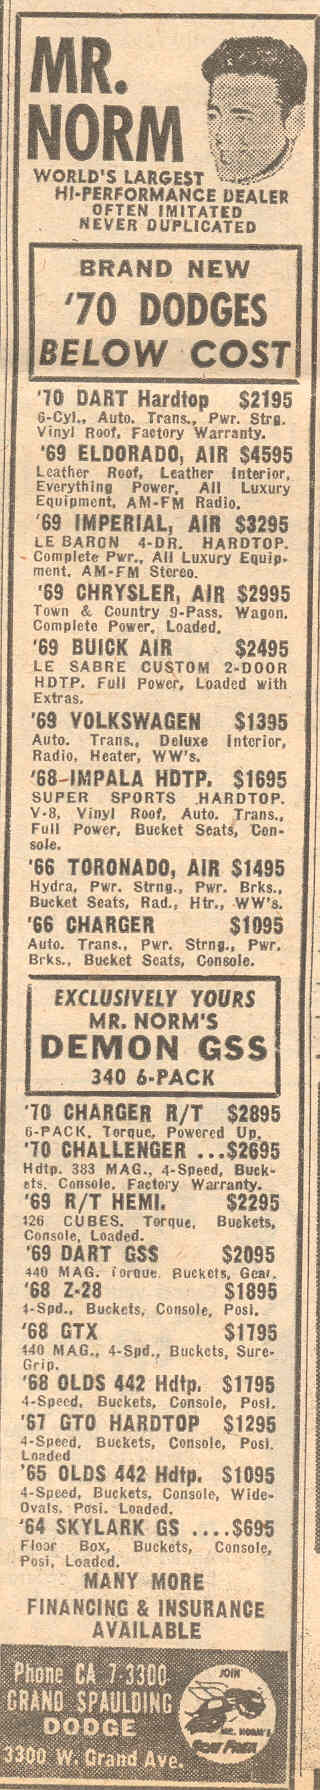 MR.
NORM
WORLD'S LARGEST
HI-PERFORMANCE DEALER
OFTEN IMITATED
NEVER DUPLICATED
BRAND NEW
'70 DODGES
BELOW COST
'70 DART Hardtop $2195
6-Cyl., Auto. Trans., Pwr. Strg.
Vinyl Roof, Factory Warranty.
'69 ELDORADO, AIR $4595
Leather Roof, Leather Interior,
Everything Power, All Luxury
Equipment, AM-FM Radio.
'69 IMPERIAL, AIR $3295
LE BARON 4-DR. HARDTOP.
Complete Pwr., All Luxury Equip-
ment, AM-FM Stereo.
'69 CHRYSLER, AIR $2995
Town & Country 9-Pass. Wagon.
Complete Power, Loaded.
'69 BUICK AIR $2495
LE SABRE CUSTOM 2-DOOR
HDTP. Full Power, Loaded with
Extras.
'69 VOLKSWAGEN $1395
Auto. Trans., Deluxe Interior,
Radio, Heater, WW's.
'68-IMPALA HDTP. $1695
SUPER SPORTS HARDTOP.
V-8, Vinyl Roof, Auto. Trans.,
Full Power, Bucket Seats, Con-
sole.
'66 TORONADO, AIR $1495
Hydra, Pwr. Strng., Pwr. Brks.,
Bucket Seats, Rad., Htr., WW's.
'66 CHARGER $1095
Auto. Trans., Pwr. Strng., Pwr.
Brks., Bucket Seats, Console.
EXCLUSIVELY YOURS
MR. NORM'S
DEMON GSS
340 6-PACK
'70 CHARGER R/T $2895
6-PACK, Torque, Powered Up.
'70 CHALLENGER ...$2695
Hdtp. 383 MAG., 4-Speed, Buck-
ets, Console, Factory Warranty.
'69 R/T HEMI. $2295
426 CUBES. Torque, Buckets,
Console, Loaded.
'69 DART GSS $2095
440 MAG. Torque, Buckets, Gear.
'68 Z-28 $1895
4-Spd., Buckets, Console, Posi.
'68 GTX $1795
440 MAG., 4-Spd., Buckets, Sure-
Grip.
'68 OLDS 442 Hdtp. $1795
4-Speed, Buckets, Console, Posi.
'67 GTO HARDTOP $1295
4-Speed, Buckets, Console, Posi.
Loaded
'65 OLDS 442 Hdtp. $1095
4-Speed, Buckets, Console, Wide-
Ovals, Posi. Loaded.
'64 SKYLARK GS ....$695
Floor Box, Buckets, Console,
Posi, Loaded.
MANY MORE
FINANCING & INSURANCE
AVAILABLE
Phone CA 7-3300
GRAND SPAULDING
DODGE
3300 W. Grand Ave.
JOIN
MR. NORM'S